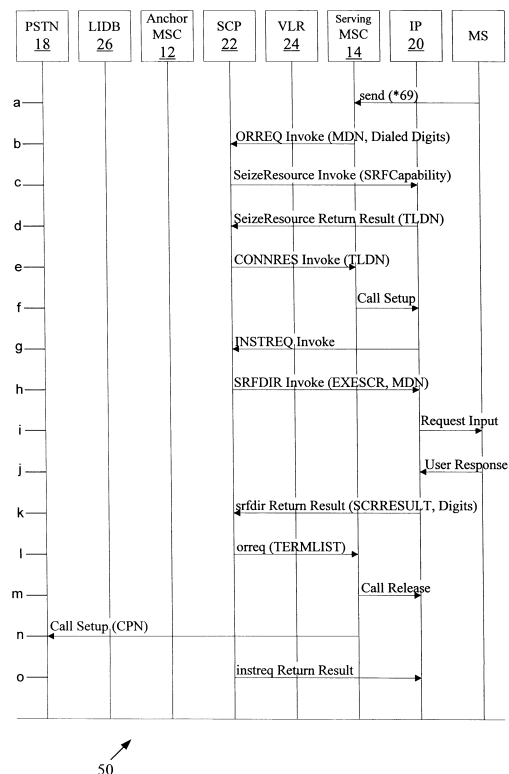 PSTN
18
LIDB
26
Anchor
MSC
12
SCP
22
VLR
24
Serving
MSC
14
IP
20
MS
a
send (*69)
b
ORREQ Invoke (MDN, Dialed Digits)
c
SeizeResource Invoke (SRFCapability)
d
SeizeResource Return Result (TLDN)
e
CONNRES Invoke (TLDN)
f
Call Setup
g
INSTREQ Invoke
h
SRFDIR Invoke (EXESCR, MDN)
i
Request Input
j
User Response
k
srfdir Return Result (SCRRESULT, Digits)
l
orreq (TERMLIST)
m
Call Release
n
Call Setup (CPN)
o
instreq Return Result
50